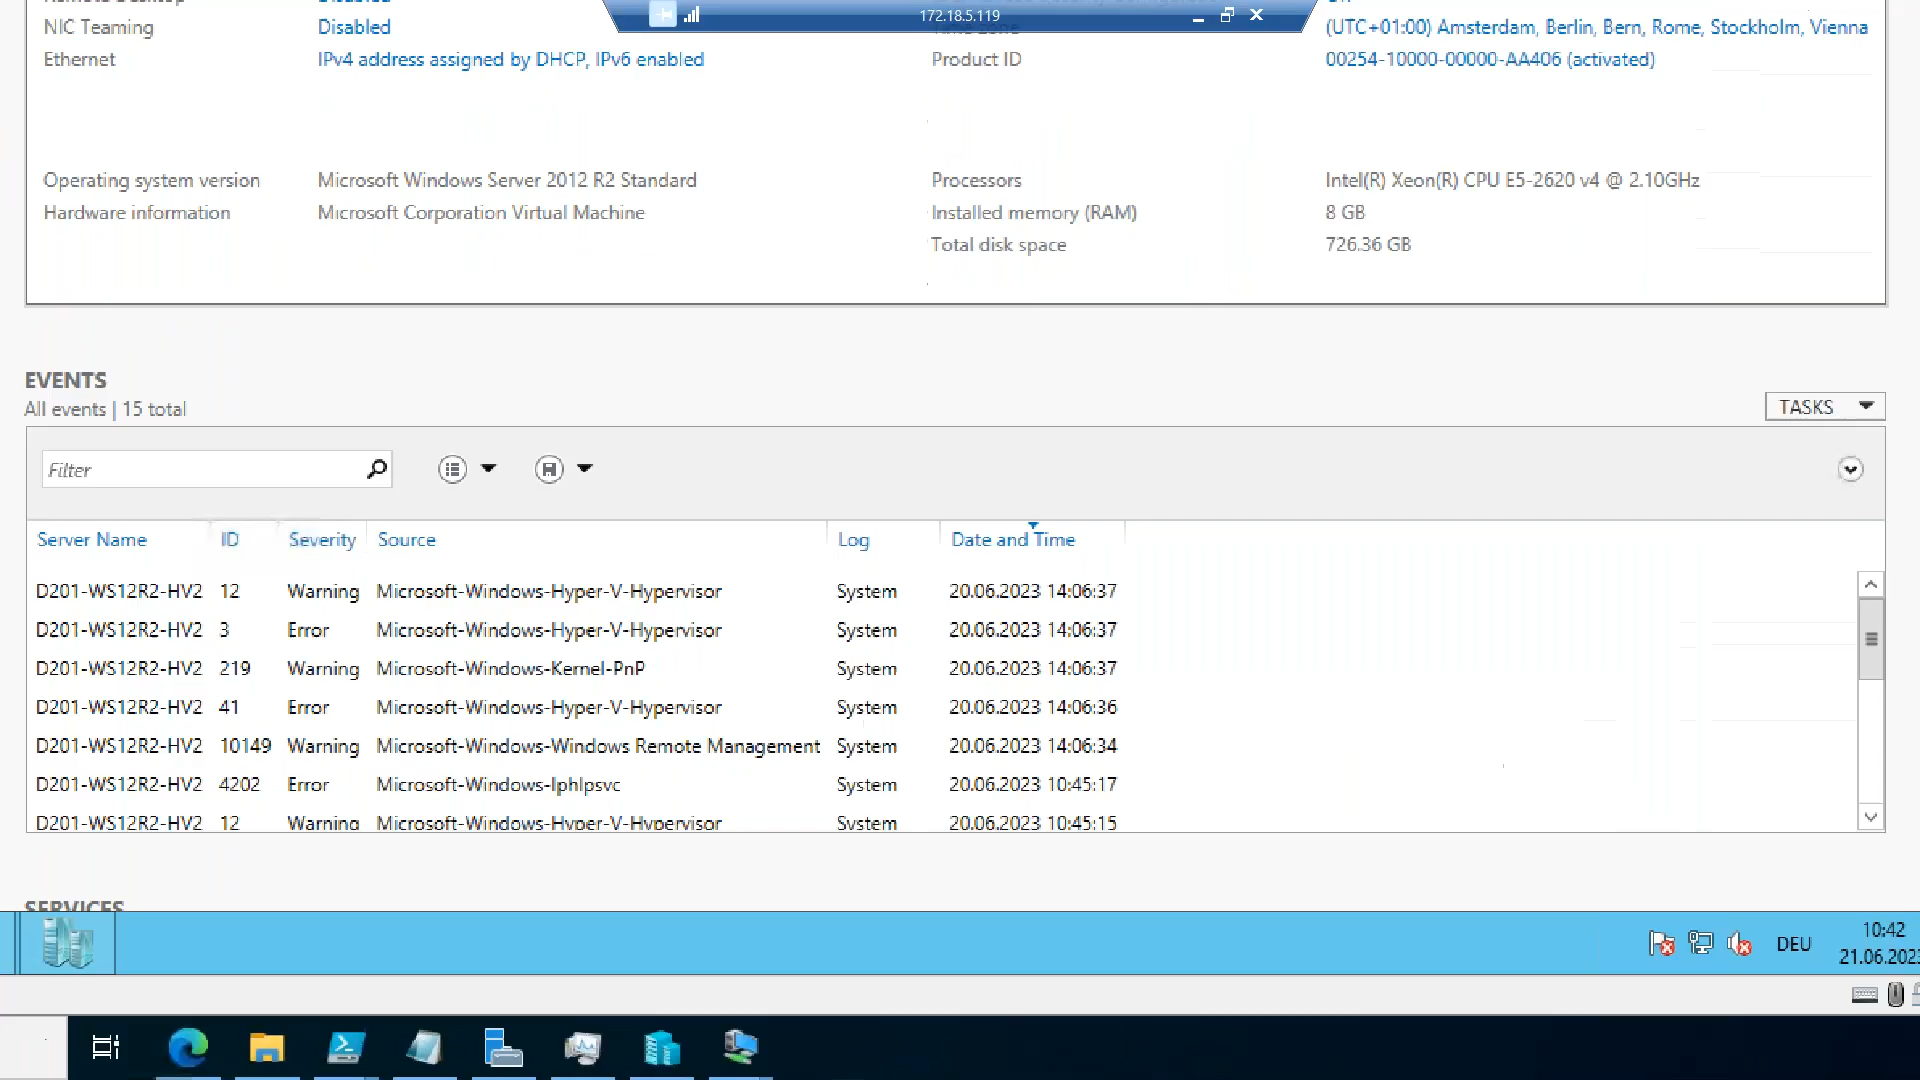 172.18.5.119
NIC Teaming Disabled
(UTC+01:00) Amsterdam, Berlin, Bern, Rome, Stockholm, Vienna
Ethernet IPv4 address assigned by DHCP, IPv6 enabled
Product ID 00254-10000-00000-AA406 (activated)
Operating system version Microsoft Windows Server 2012 R2 Standard
Hardware information Microsoft Corporation Virtual Machine
Processors Intel(R) Xeon(R) CPU E5-2620 v4 @ 2.10GHz
Installed memory (RAM) 8 GB
Total disk space 726.36 GB
EVENTS
All events | 15 total
TASKS
Filter
Server Name ID Severity Source Log Date and Time
D201-WS12R2-HV2 12 Warning Microsoft-Windows-Hyper-V-Hypervisor System 20.06.2023 14:06:37
D201-WS12R2-HV2 3 Error Microsoft-Windows-Hyper-V-Hypervisor System 20.06.2023 14:06:37
D201-WS12R2-HV2 219 Warning Microsoft-Windows-Kernel-PnP System 20.06.2023 14:06:37
D201-WS12R2-HV2 41 Error Microsoft-Windows-Hyper-V-Hypervisor System 20.06.2023 14:06:36
D201-WS12R2-HV2 10149 Warning Microsoft-Windows-Windows Remote Management System 20.06.2023 14:06:34
D201-WS12R2-HV2 4202 Error Microsoft-Windows-Iphlpsvc System 20.06.2023 10:45:17
D201-WS12R2-HV2 12 Warning Microsoft-Windows-Hyper-V-Hypervisor System 20.06.2023 10:45:15
SERVICES
DEU
10:42
21.06.2023